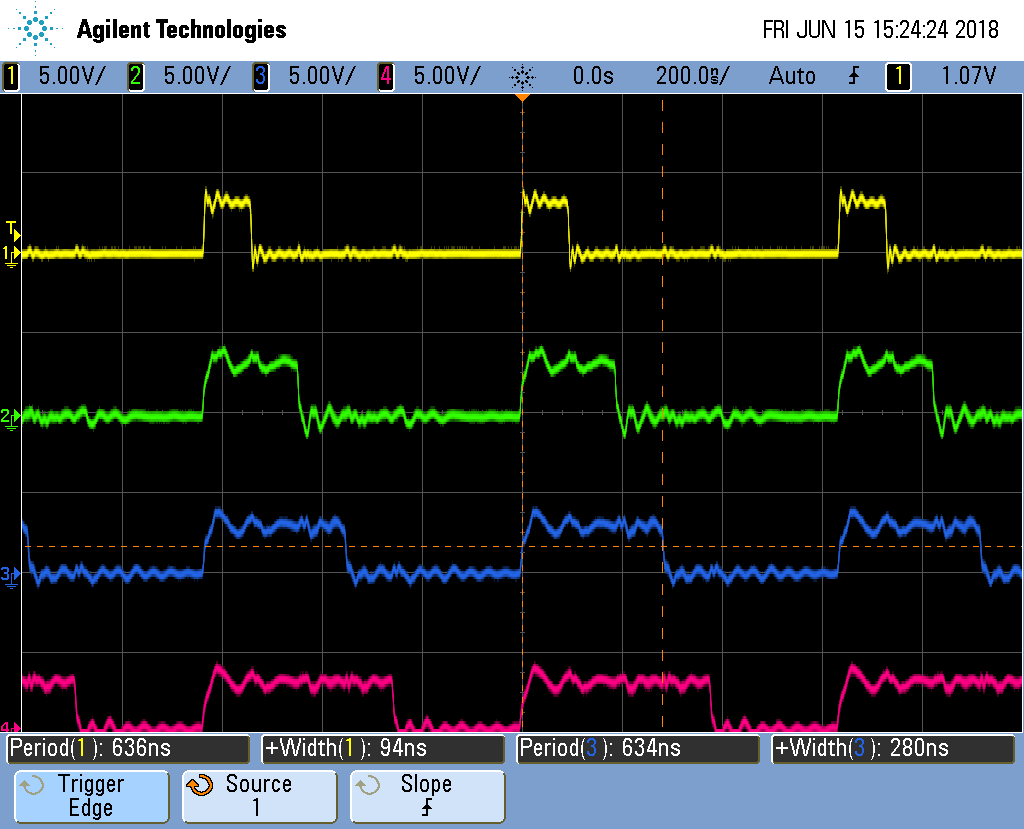 Agilent Technologies FRI JUN 15 15:24:24 2018
1 5.00V/ 2 5.00V/ 3 5.00V/ 4 5.00V/ 0.0s 200.0ns/ Auto 1 1.07V
T
1
2
3
4
Period(1): 636ns +Width(1): 94ns Period(3): 634ns +Width(3): 280ns
Trigger Source Slope
Edge 1